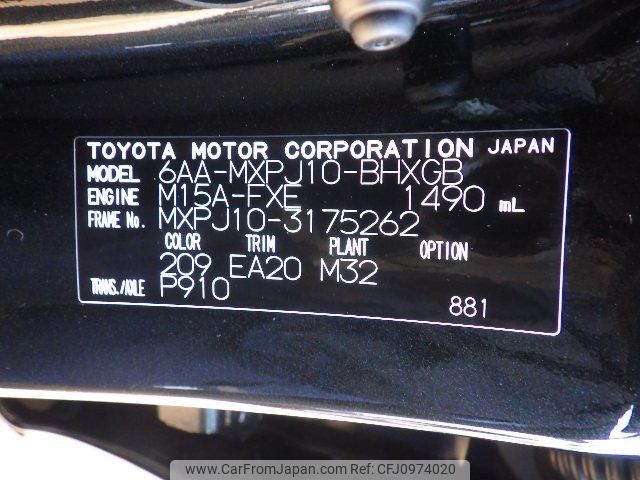 TOYOTA MOTOR CORPORATION JAPAN
MODEL 6AA-MXPJ10-BHXGB
ENGINE M15A-FXE 1490 mL
FRAME No. MXPJ10-3175262
COLOR TRIM PLANT OPTION
209 EA20 M32
TRANS./AXLE P910
881
www.CarFromJapan.com | Ref No. CFJ0974020